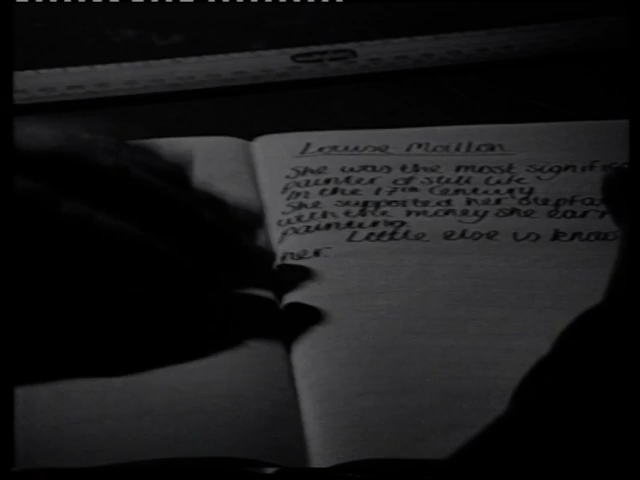 Louise Moillon
She was the most signific
painter of still life
in the 17th Century
She supported her stepfa
with the money she earn
painting.
Little else is know
her.